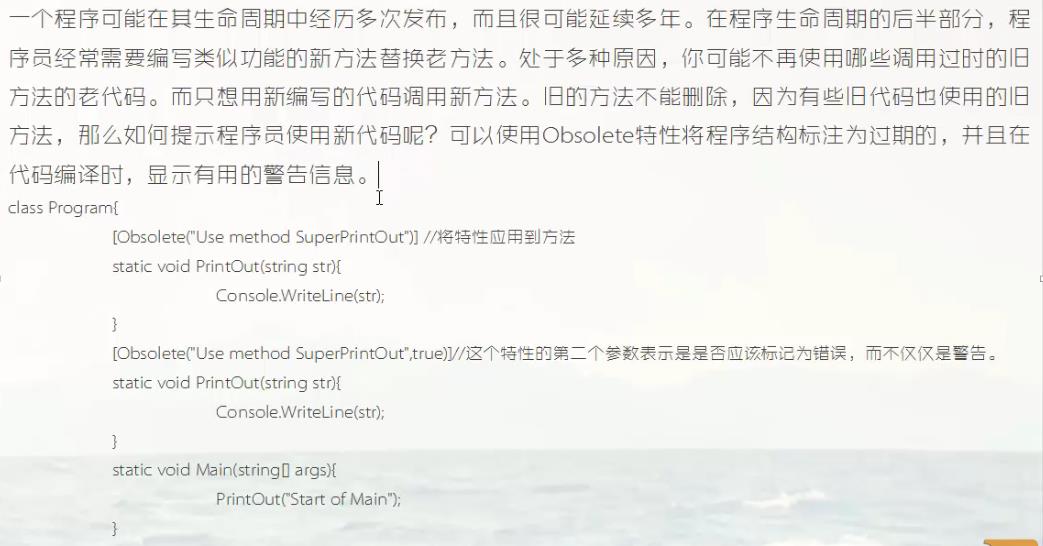 一个程序可能在其生命周期中经历多次发布，而且很可能延续多年。在程序生命周期的后半部分，程
序员经常需要编写类似功能的新方法替换老方法。处于多种原因，你可能不再使用哪些调用过时的旧
方法的老代码。而只想用新编写的代码调用新方法。旧的方法不能删除，因为有些旧代码也使用的旧
方法，那么如何提示程序员使用新代码呢？可以使用Obsolete特性将程序结构标注为过期的，并且在
代码编译时，显示有用的警告信息。
class Program{
[Obsolete("Use method SuperPrintOut")] //将特性应用到方法
static void PrintOut(string str){
Console.WriteLine(str);
}
[Obsolete("Use method SuperPrintOut",true)]//这个特性的第二个参数表示是是否应该标记为错误，而不仅仅是警告。
static void PrintOut(string str){
Console.WriteLine(str);
}
static void Main(string[] args){
PrintOut("Start of Main");
}